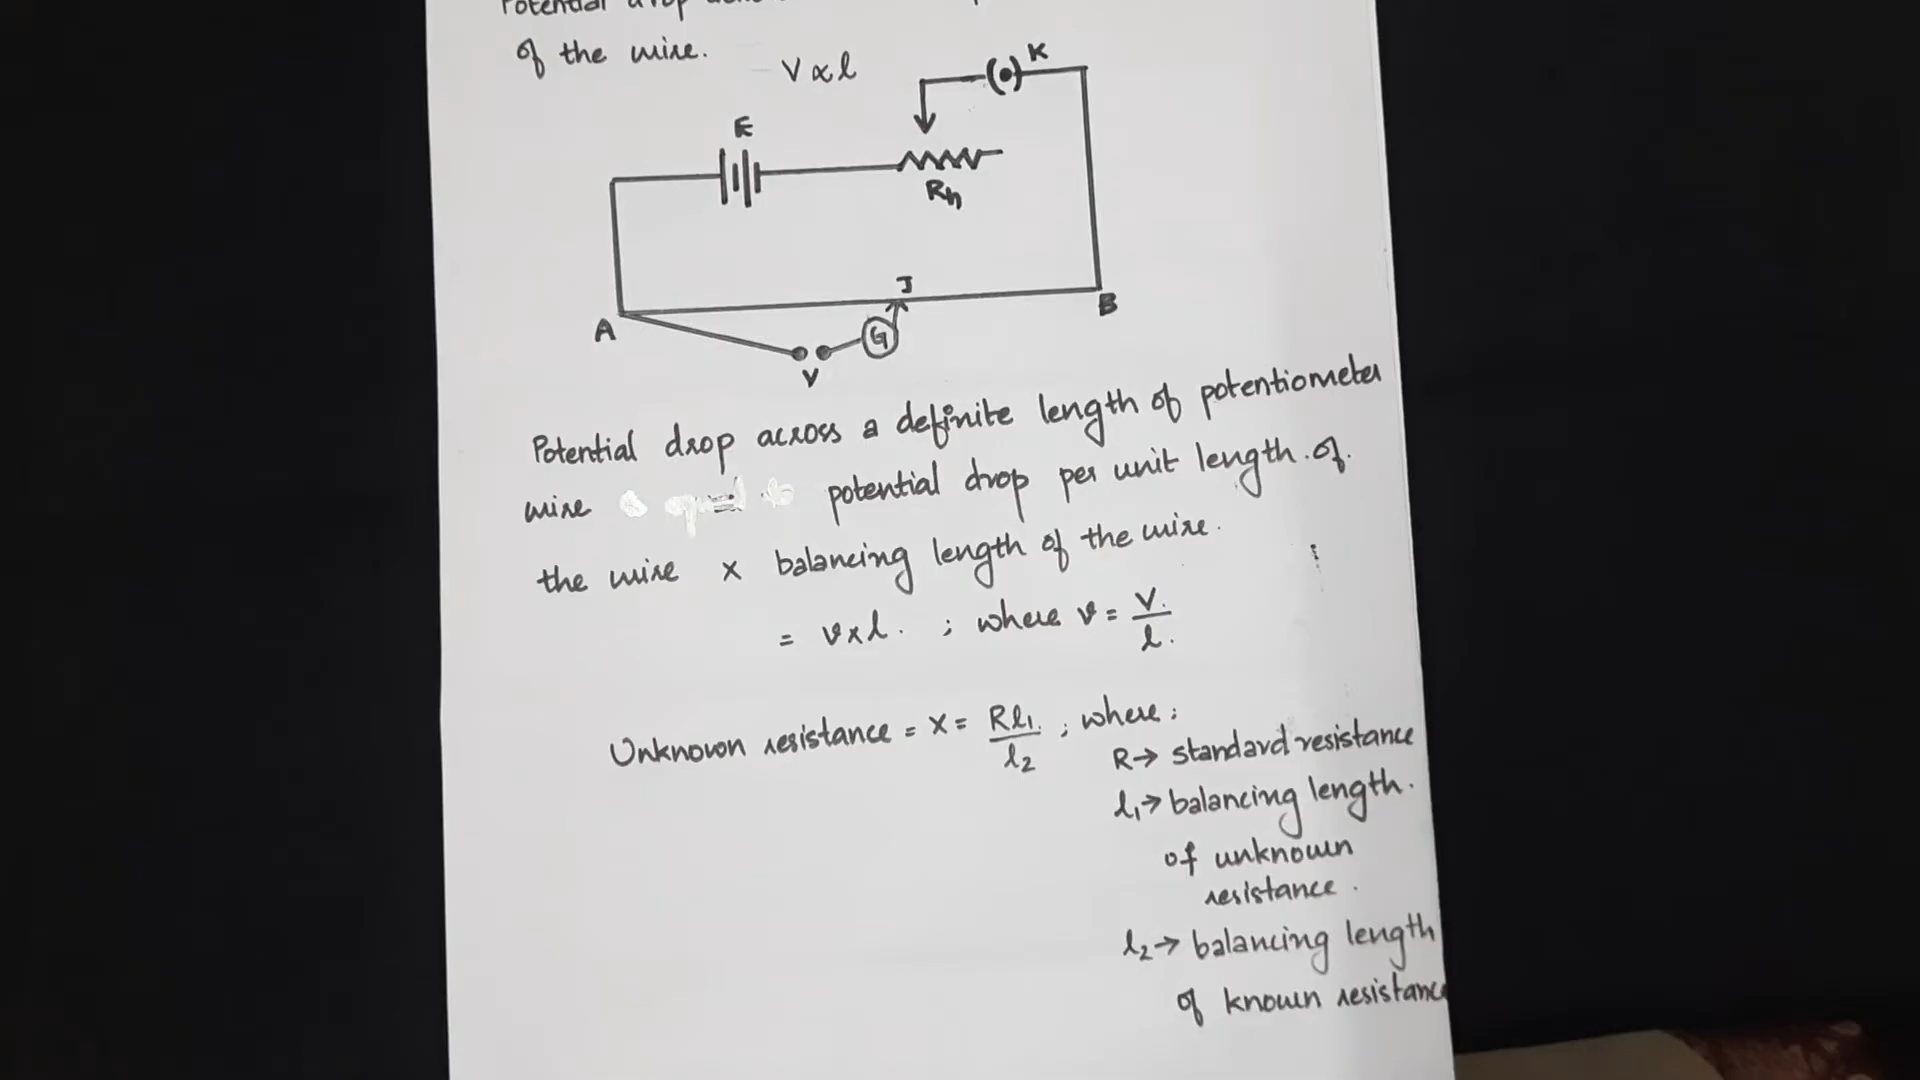 Potential drop
of the wire.
V ∝ l
K
E
Rh
J
A
B
G
V
Potential drop across a definite length of potentiometer
wire = potential drop per unit length of
the wire × balancing length of the wire.
= v×l. ; where v = V/l.
Unknown resistance = X = Rl1/l2 ; where ;
R→ standard resistance
l1→ balancing length.
of unknown
resistance.
l2→ balancing length
of known resistance